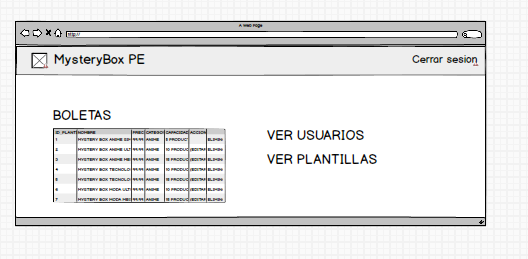 A Web Page
http://
MysteryBox PE
Cerrar sesion
BOLETAS
ID_PLANT NOMBRE PREC CATEGO CAPACIDAD ACCION
1 MYSTERY BOX ANIME 99.99 ANIME 5 PRODUC (EDITAR ELIMIN
2 MYSTERY BOX ANIME ULT 99.99 ANIME 10 PRODUC (EDITAR ELIMIN
3 MYSTERY BOX ANIME ME 99.99 ANIME 15 PRODUC (EDITAR ELIMIN
4 MYSTERY BOX TECNOLO 99.99 ANIME 10 PRODUC (EDITAR ELIMIN
5 MYSTERY BOX TECNOLO 99.99 ANIME 15 PRODUC (EDITAR ELIMIN
6 MYSTERY BOX MODA ULT 99.99 ANIME 10 PRODUC (EDITAR ELIMIN
7 MYSTERY BOX MODA 99.99 ANIME 15 PRODUC (EDITAR ELIMIN
VER USUARIOS
VER PLANTILLAS